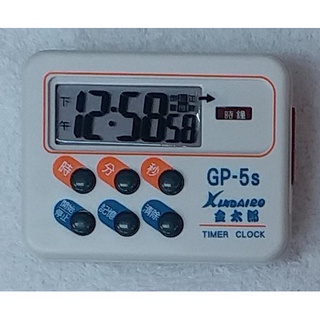 下午 12:58 58
時鐘
時 分 秒
開始停止 記憶 清除
GP-5s
KINDAIRO
金太郎
TIMER CLOCK